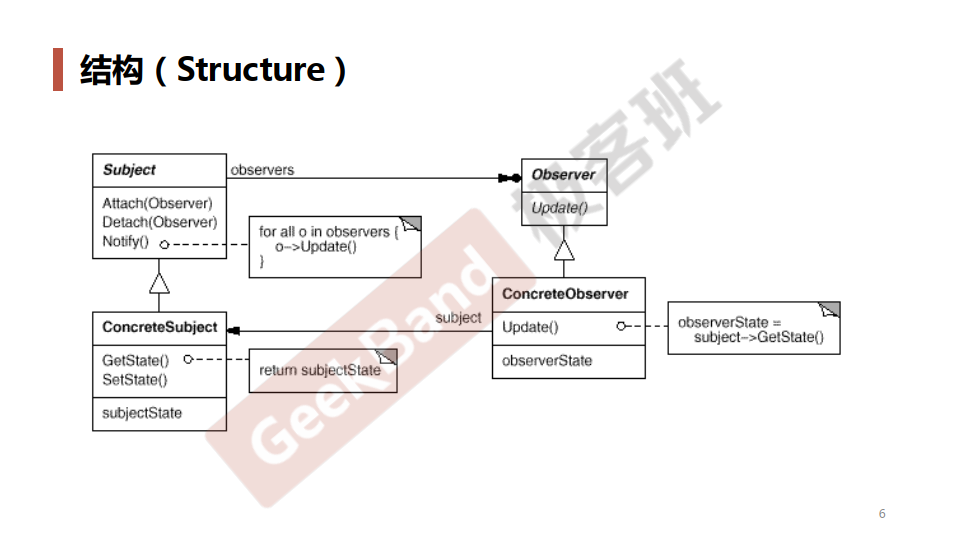 结构（Structure）
Subject
Attach(Observer)
Detach(Observer)
Notify()
observers
Observer
Update()
for all o in observers {
o->Update()
}
ConcreteSubject
GetState()
SetState()
subjectState
return subjectState
subject
ConcreteObserver
Update()
observerState
observerState =
subject->GetState()
GeekBand
极客班
6